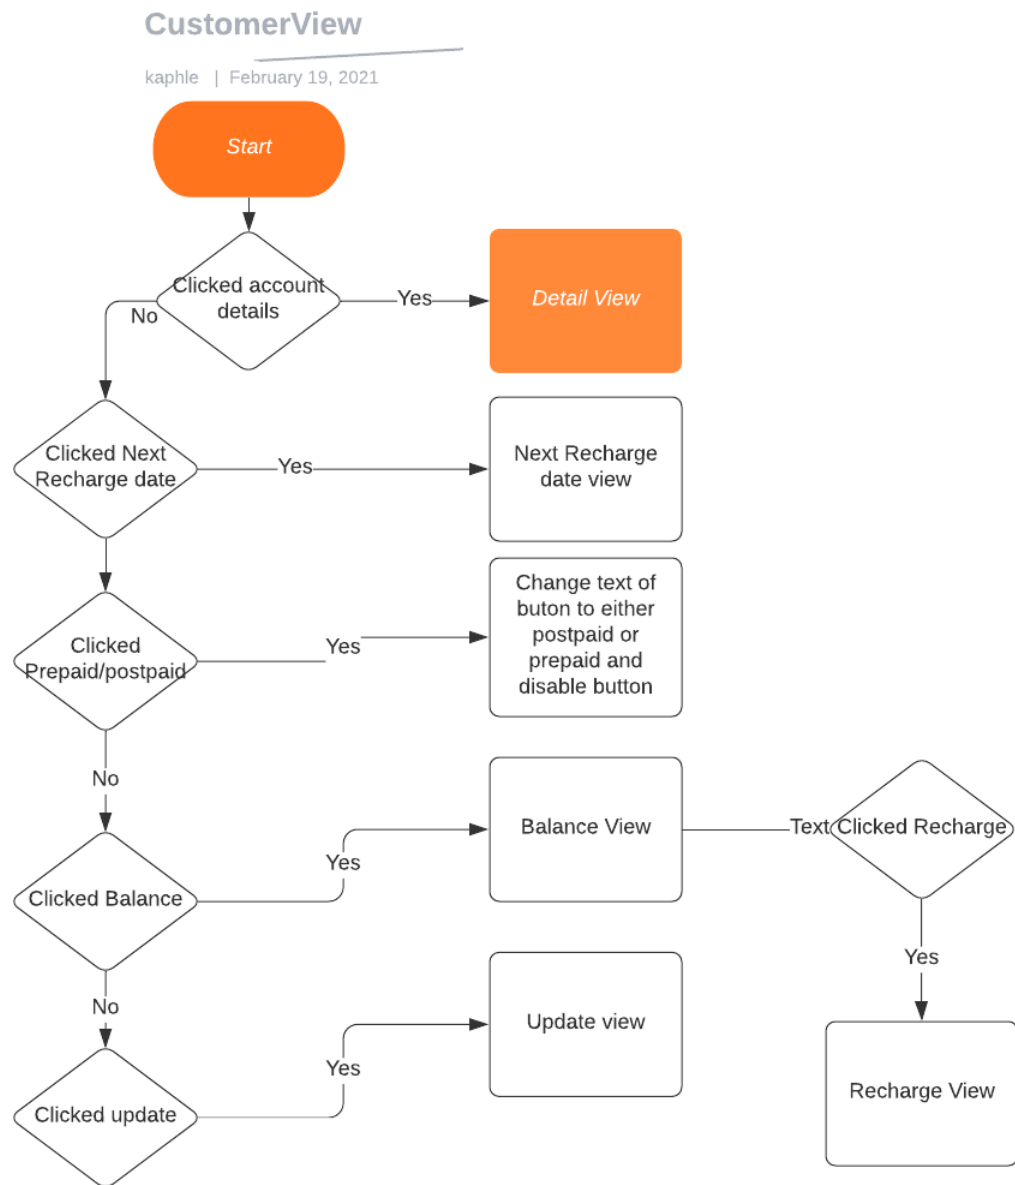 CustomerView
kaphle | February 19, 2021
Start
Clicked account
details
Yes
Detail View
No
Clicked Next
Recharge date
Yes
Next Recharge
date view
Clicked
Prepaid/postpaid
Yes
Change text of
buton to either
postpaid or
prepaid and
disable button
No
Clicked Balance
Yes
Balance View
Text
Clicked Recharge
Yes
Recharge View
No
Clicked update
Yes
Update view